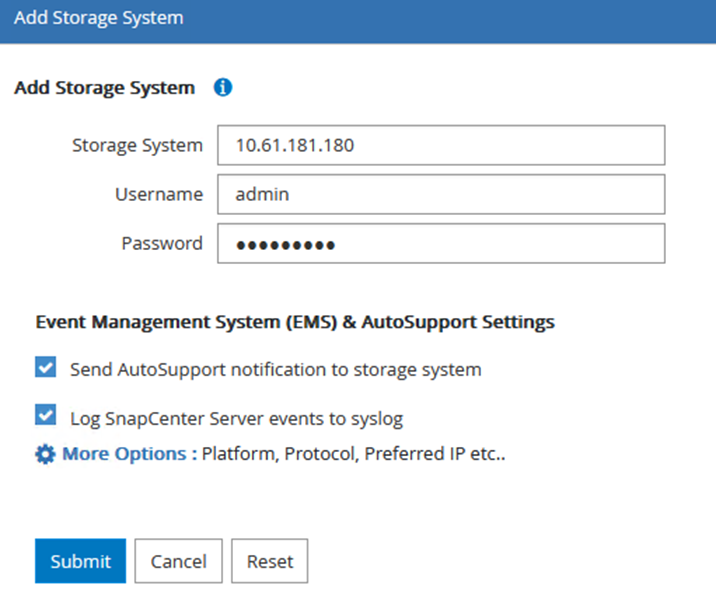 Add Storage System
Add Storage System
Storage System 10.61.181.180
Username admin
Password ●●●●●●●●●
Event Management System (EMS) & AutoSupport Settings
Send AutoSupport notification to storage system
Log SnapCenter Server events to syslog
More Options : Platform, Protocol, Preferred IP etc..
Submit Cancel Reset